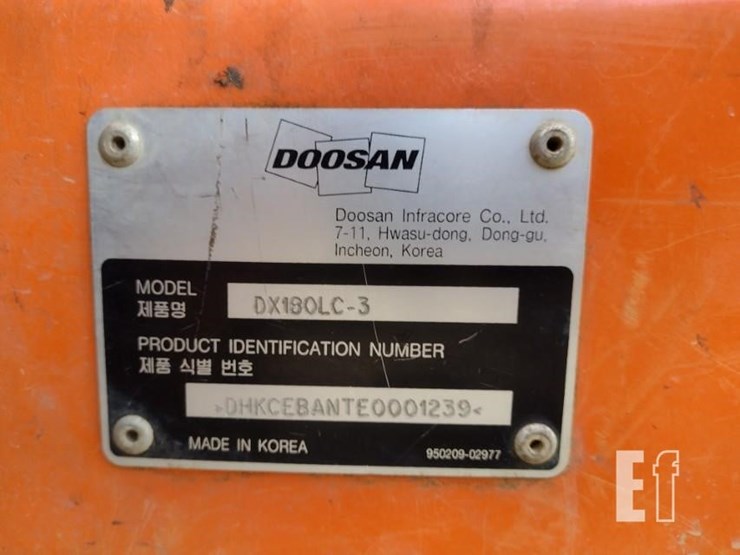 DOOSAN
Doosan Infracore Co., Ltd.
7-11, Hwasu-dong, Dong-gu,
Incheon, Korea
MODEL
제품명
DX180LC-3
PRODUCT IDENTIFICATION NUMBER
제품 식별 번호
>DHKCEBANTE0001239<
MADE IN KOREA
950209-02977
Ef